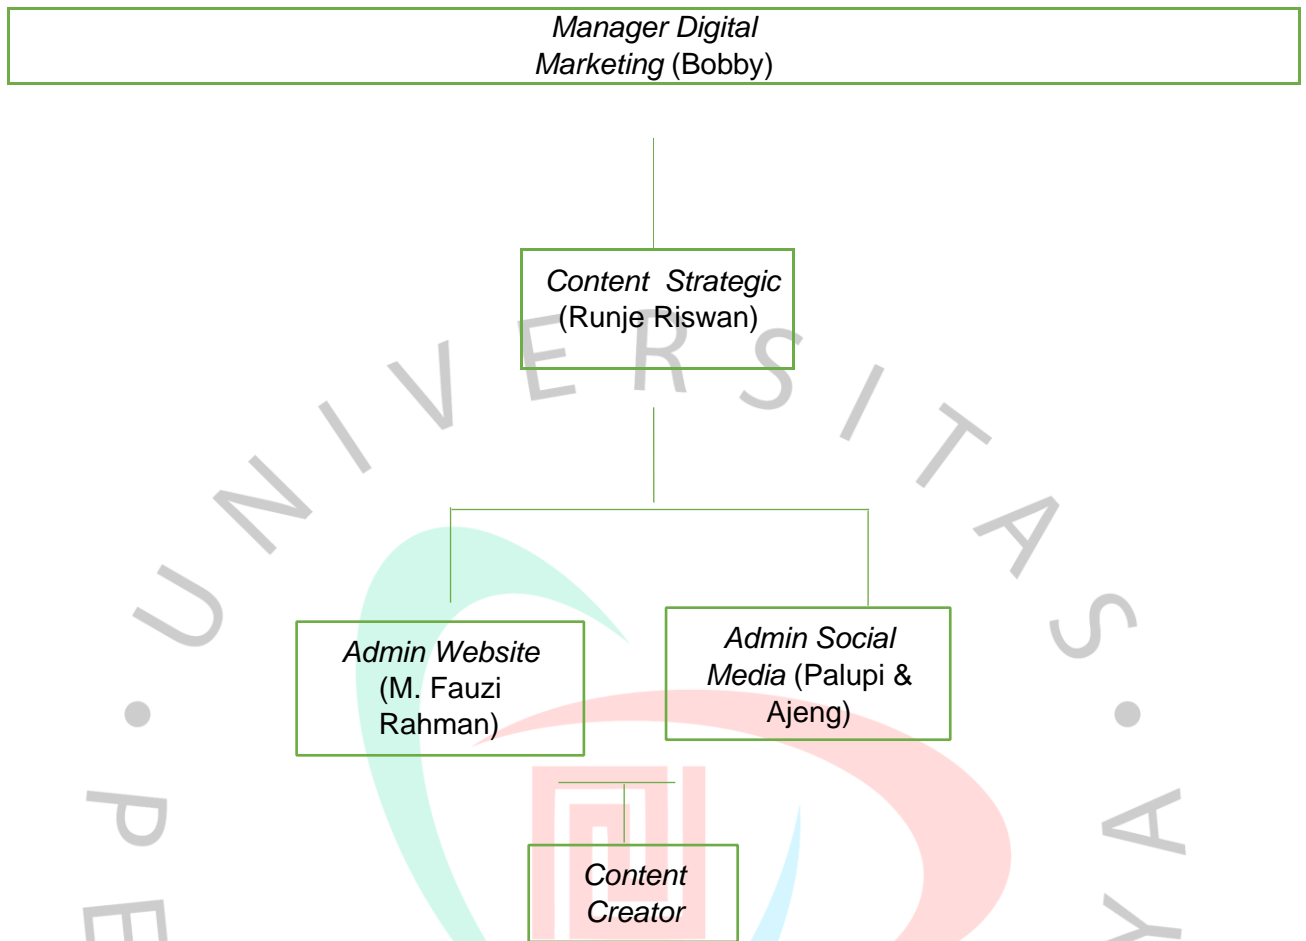 Manager Digital
Marketing (Bobby)
Content Strategic
(Runje Riswan)
UNIVERSITAS
Admin Website
(M. Fauzi
Rahman)
Admin Social
Media (Palupi &
Ajeng)
Content
Creator